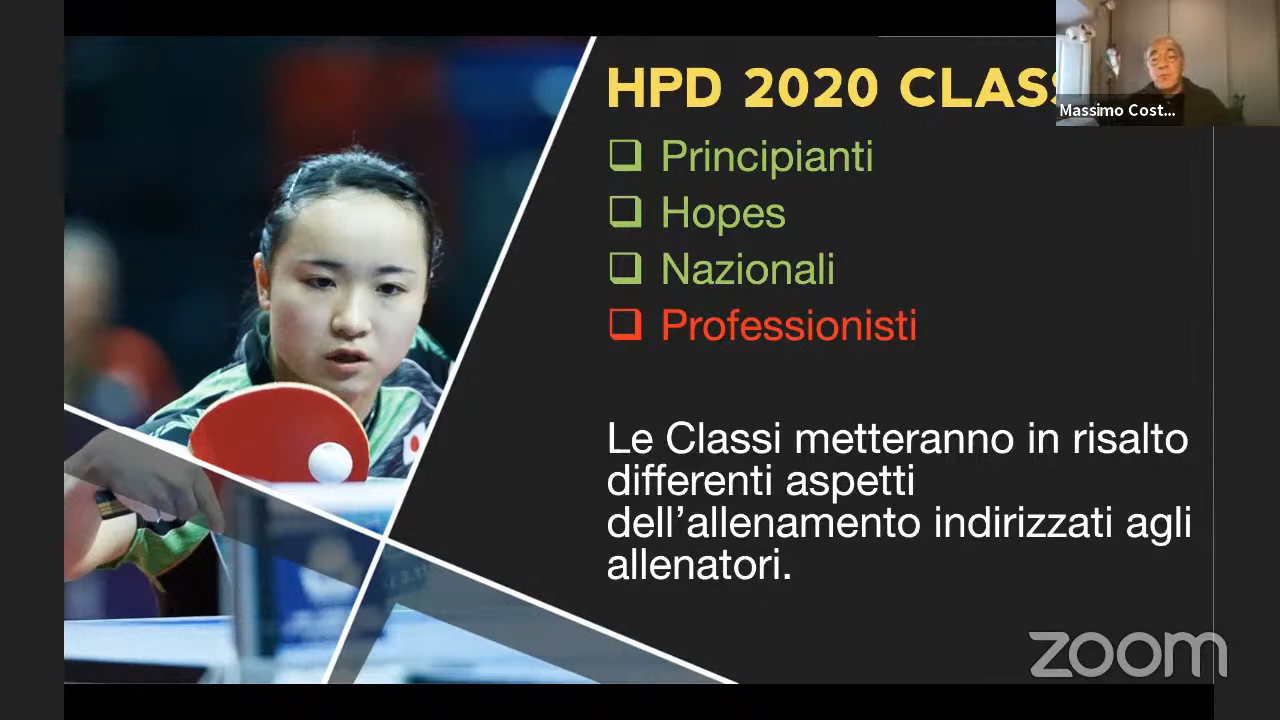 HPD 2020 CLASS
Massimo Cost...
Principianti
Hopes
Nazionali
Professionisti
Le Classi metteranno in risalto
differenti aspetti
dell'allenamento indirizzati agli
allenatori.
zoom